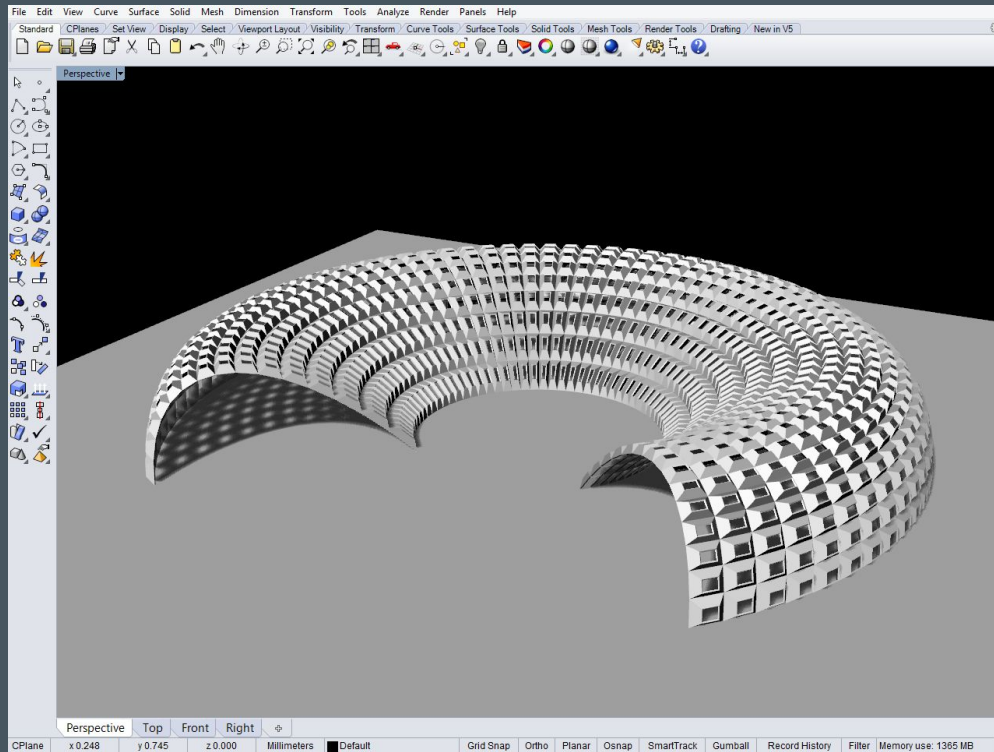 File Edit View Curve Surface Solid Mesh Dimension Transform Tools Analyze Render Panels Help
Standard CPlanes Set View Display Select Viewport Layout Visibility Transform Curve Tools Surface Tools Solid Tools Mesh Tools Render Tools Drafting New in V5
Perspective
Perspective Top Front Right
CPlane x 0.248 y 0.745 z 0.000 Millimeters Default Grid Snap Ortho Planar Osnap SmartTrack Gumball Record History Filter Memory use: 1365 MB